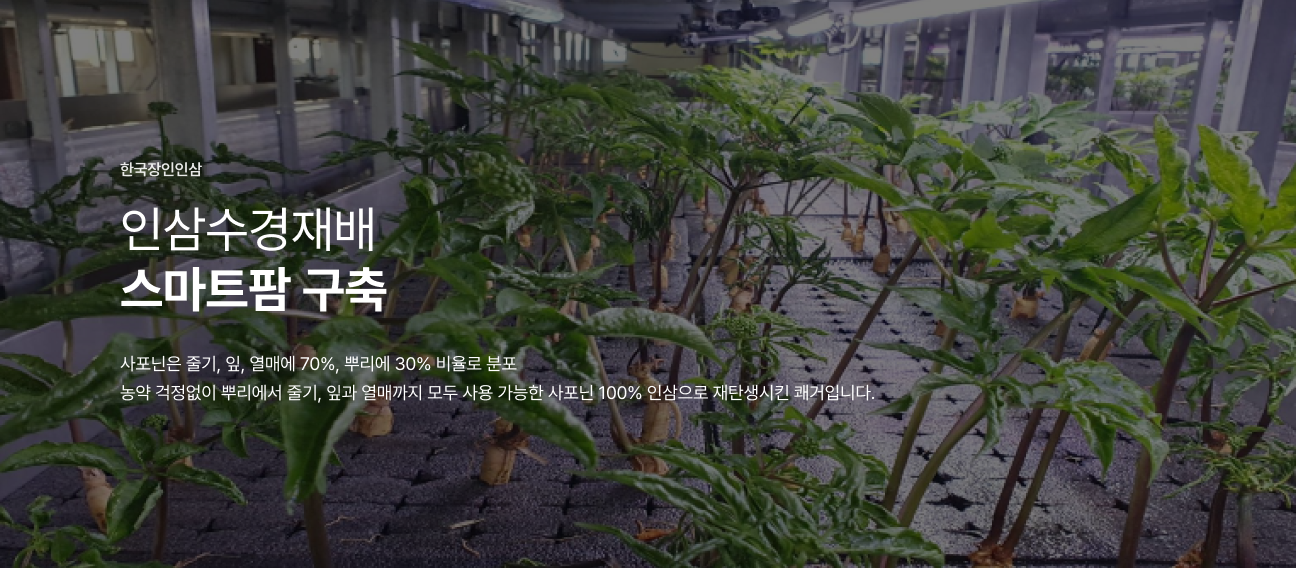 한국장인인삼
인삼수경재배
스마트팜 구축
사포닌은 줄기, 잎, 열매에 70%, 뿌리에 30% 비율로 분포
농약 걱정없이 뿌리에서 줄기, 잎과 열매까지 모두 사용 가능한 사포닌 100% 인삼으로 재탄생시킨 쾌거입니다.